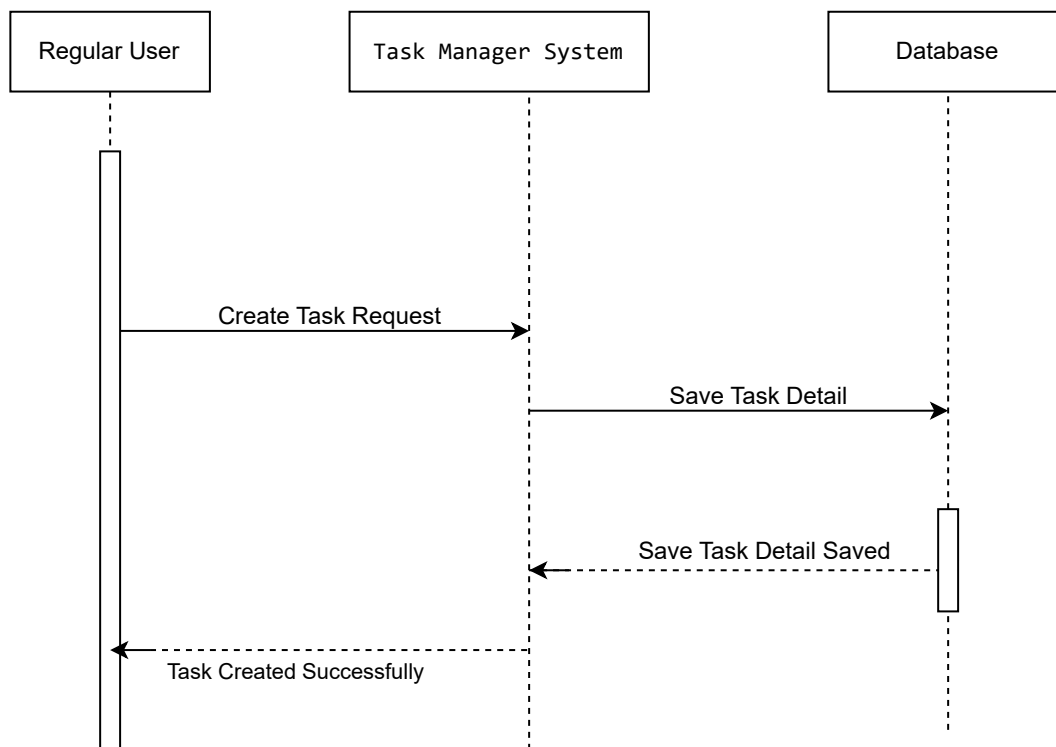 Regular User
Task Manager System
Database
Create Task Request
Save Task Detail
Save Task Detail Saved
Task Created Successfully